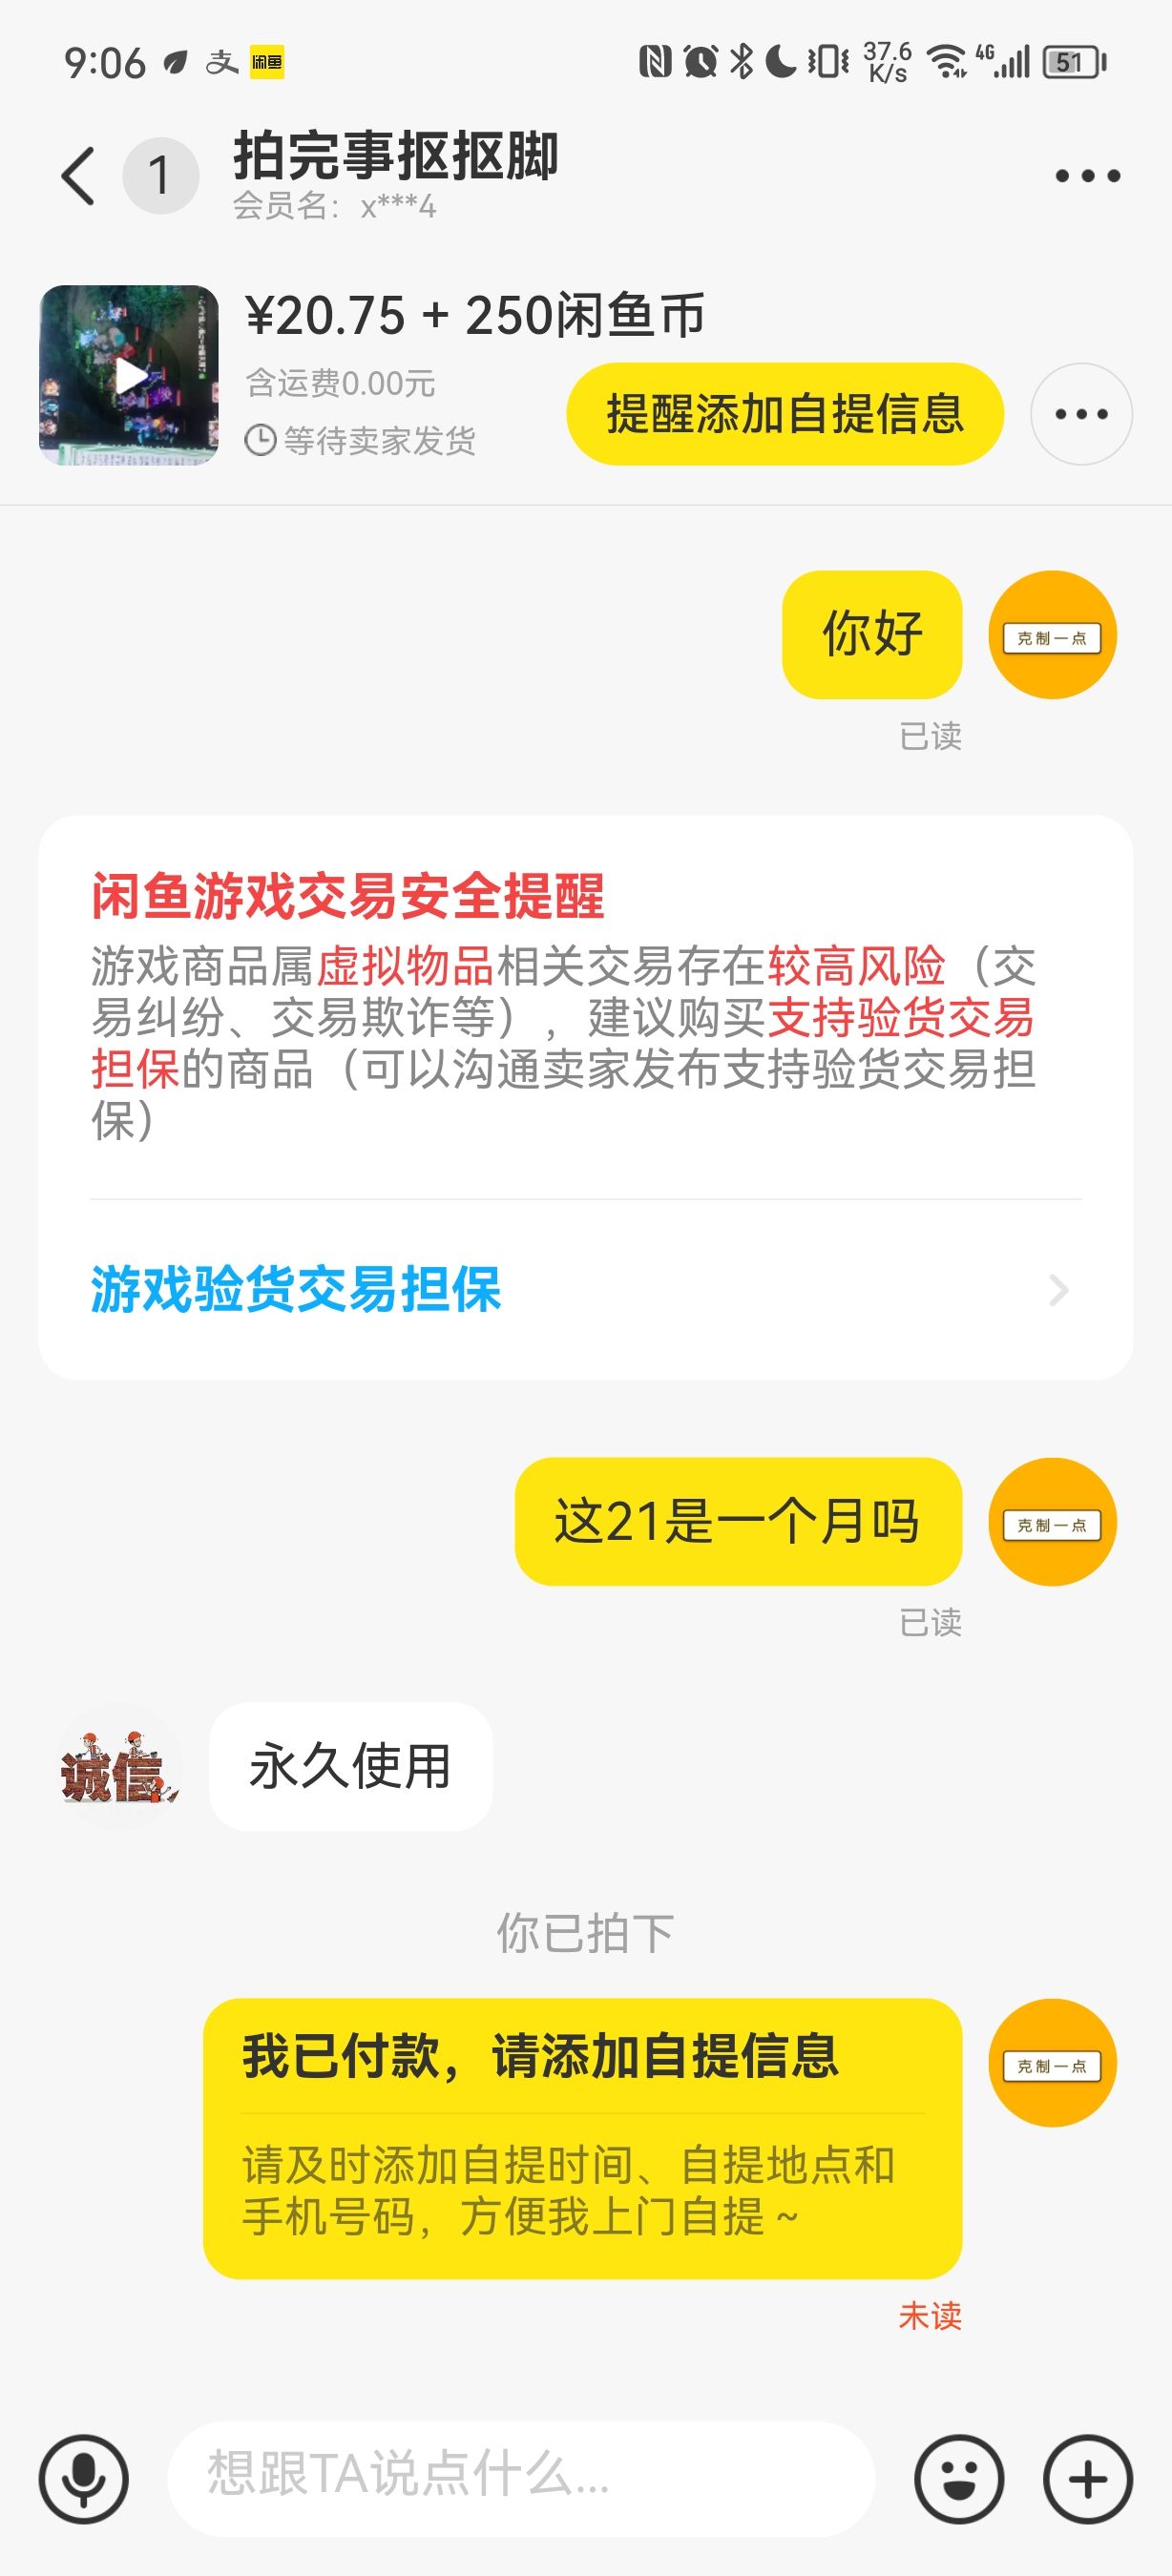 9:06 支 闲鱼 37.6 K/s 4G 51
1 拍完事抠抠脚
会员名：x***4
¥20.75 + 250闲鱼币
含运费0.00元
等待卖家发货
提醒添加自提信息
你好
克制一点
已读
闲鱼游戏交易安全提醒
游戏商品属虚拟物品相关交易存在较高风险（交
易纠纷、交易欺诈等），建议购买支持验货交易
担保的商品（可以沟通卖家发布支持验货交易担
保）
游戏验货交易担保
这21是一个月吗
克制一点
已读
诚信
永久使用
你已拍下
我已付款，请添加自提信息
克制一点
请及时添加自提时间、自提地点和
手机号码，方便我上门自提 ~
未读
想跟TA说点什么...